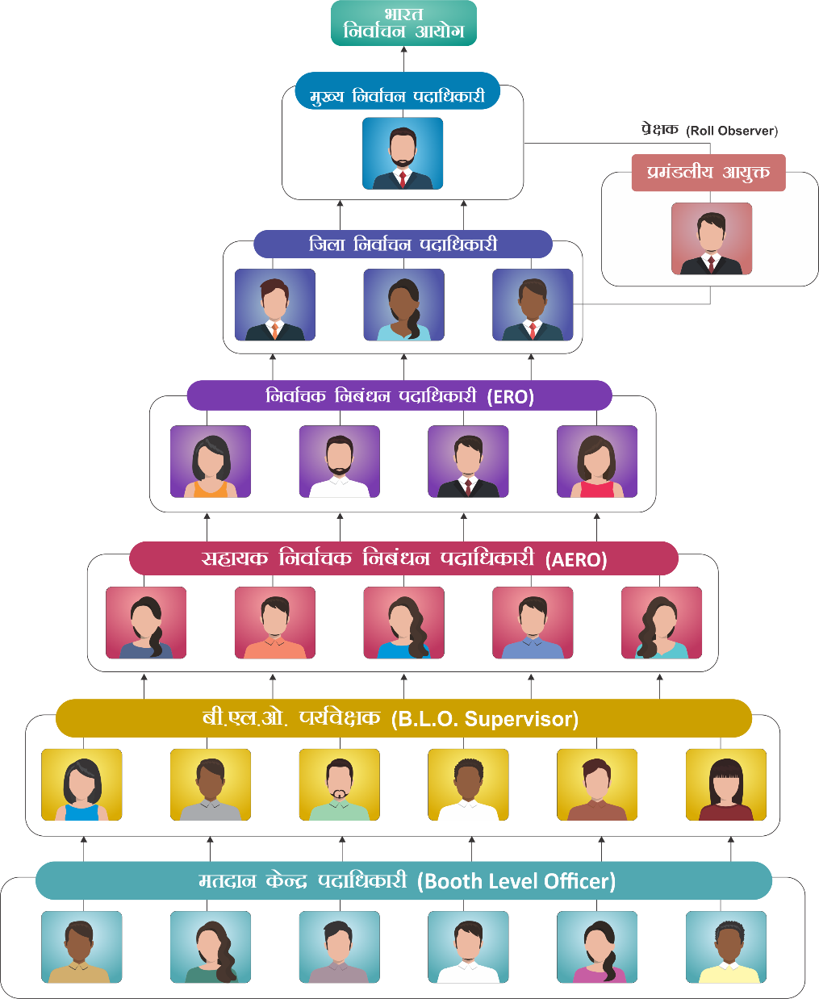 भारत
निर्वाचन आयोग
मुख्य निर्वाचन पदाधिकारी
प्रेक्षक (Roll Observer)
प्रमंडलीय आयुक्त
जिला निर्वाचन पदाधिकारी
निर्वाचक निबंधन पदाधिकारी (ERO)
सहायक निर्वाचक निबंधन पदाधिकारी (AERO)
बी.एल.ओ. पर्यवेक्षक (B.L.O. Supervisor)
मतदान केन्द्र पदाधिकारी (Booth Level Officer)